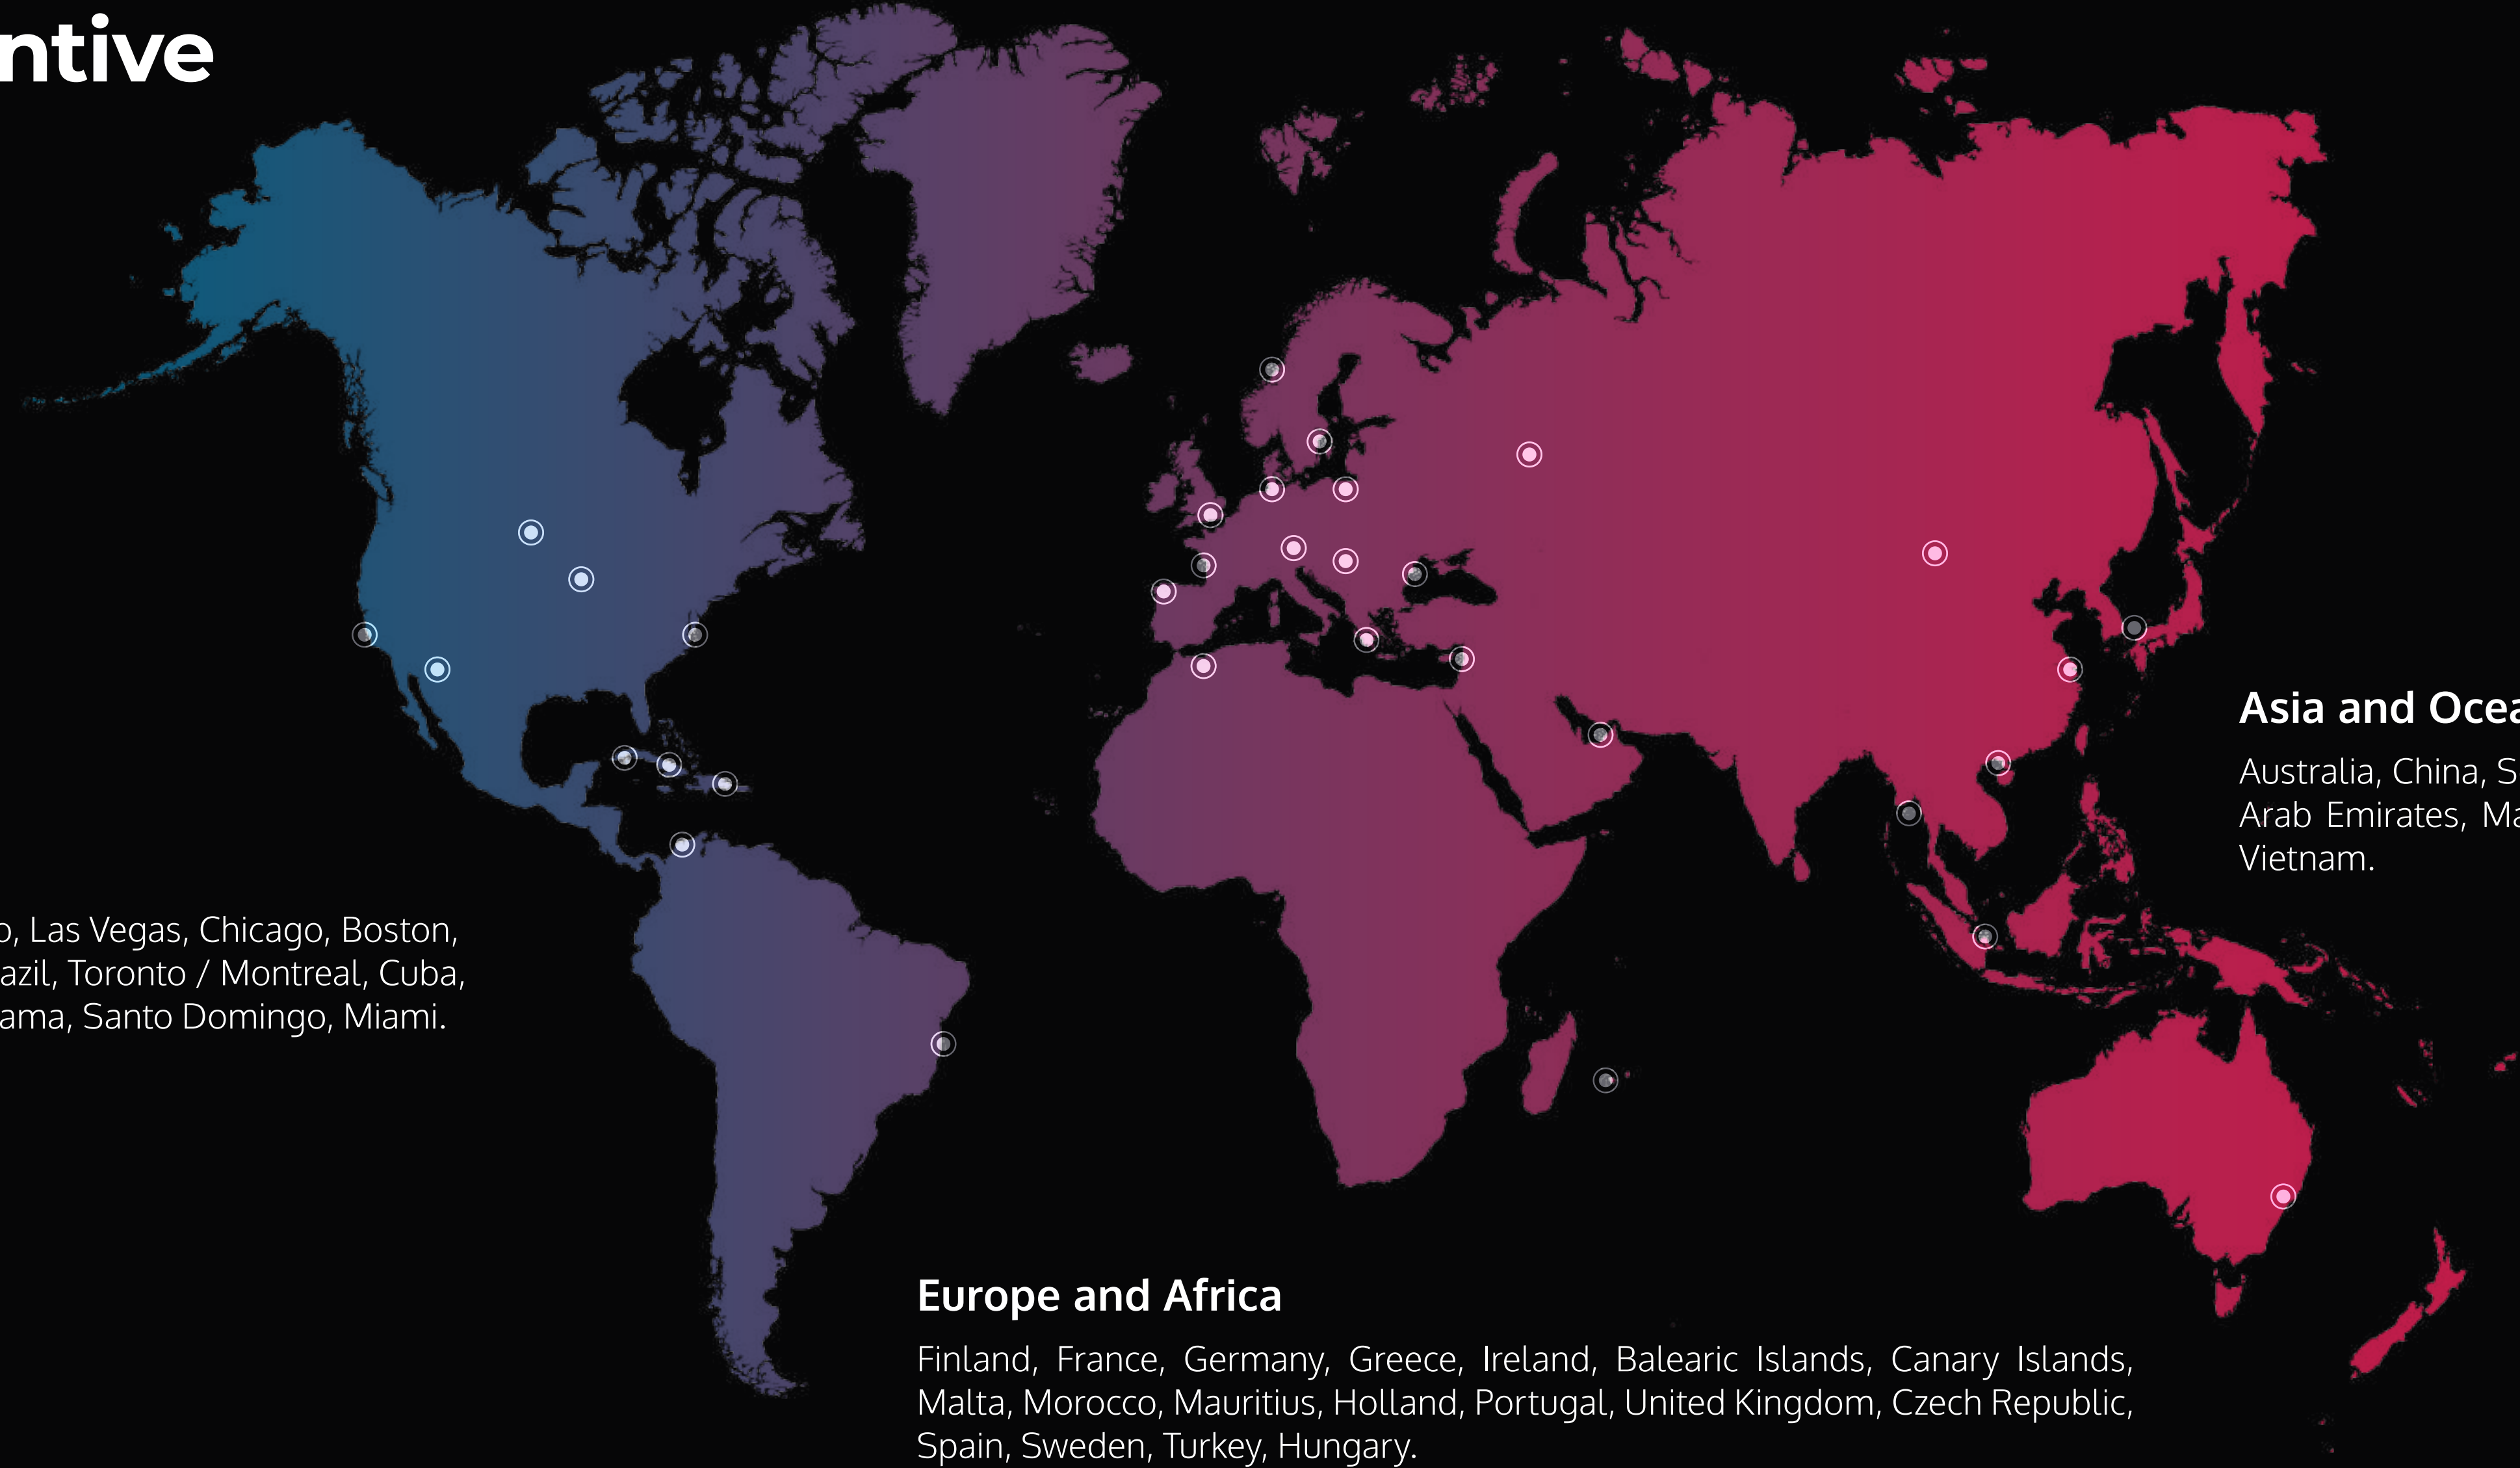 ntive
Asia and Ocea
Australia, China, S
Arab Emirates, Ma
Vietnam.
o, Las Vegas, Chicago, Boston,
azil, Toronto / Montreal, Cuba,
ama, Santo Domingo, Miami.
Europe and Africa
Finland, France, Germany, Greece, Ireland, Balearic Islands, Canary Islands,
Malta, Morocco, Mauritius, Holland, Portugal, United Kingdom, Czech Republic,
Spain, Sweden, Turkey, Hungary.